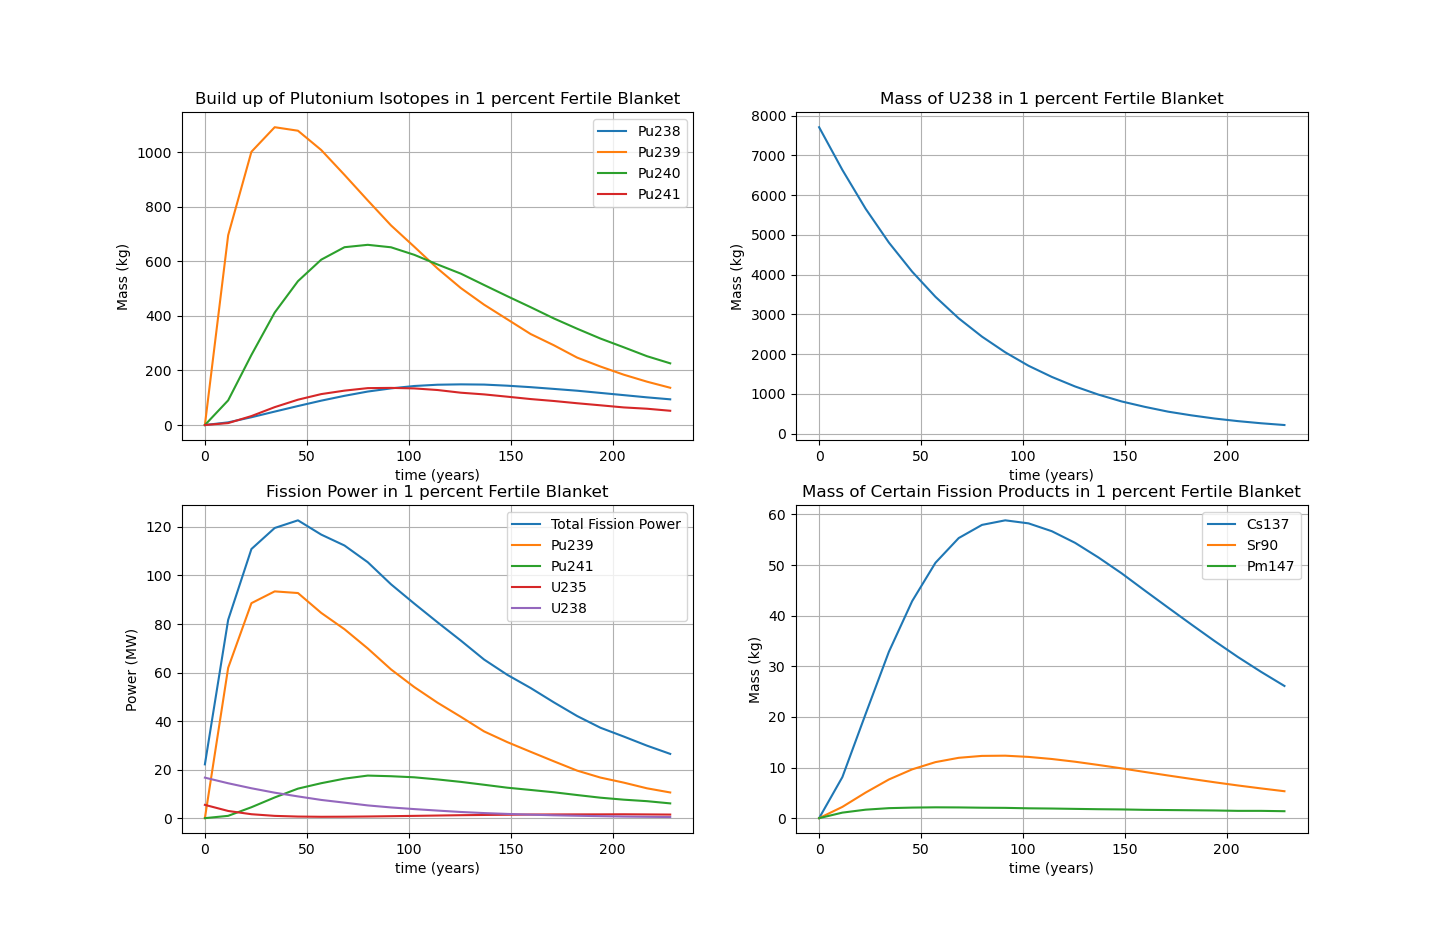 Build up of Plutonium Isotopes in 1 percent Fertile Blanket
Mass (kg)
1000
800
600
400
200
0
0 50 100 150 200
time (years)
Pu238
Pu239
Pu240
Pu241
Mass of U238 in 1 percent Fertile Blanket
Mass (kg)
8000
7000
6000
5000
4000
3000
2000
1000
0
0 50 100 150 200
time (years)
Fission Power in 1 percent Fertile Blanket
Power (MW)
120
100
80
60
40
20
0
0 50 100 150 200
time (years)
Total Fission Power
Pu239
Pu241
U235
U238
Mass of Certain Fission Products in 1 percent Fertile Blanket
Mass (kg)
60
50
40
30
20
10
0
0 50 100 150 200
time (years)
Cs137
Sr90
Pm147